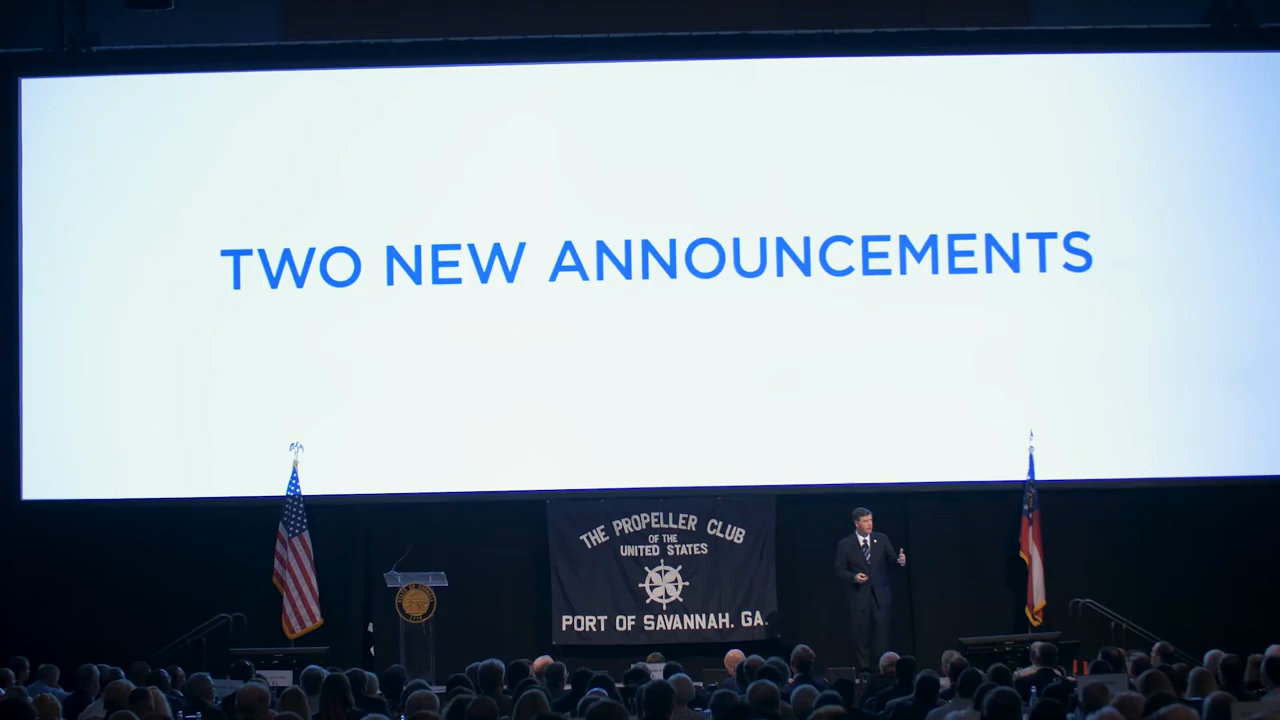 TWO NEW ANNOUNCEMENTS
THE PROPELLER CLUB
OF THE
UNITED STATES
PORT OF SAVANNAH. GA.